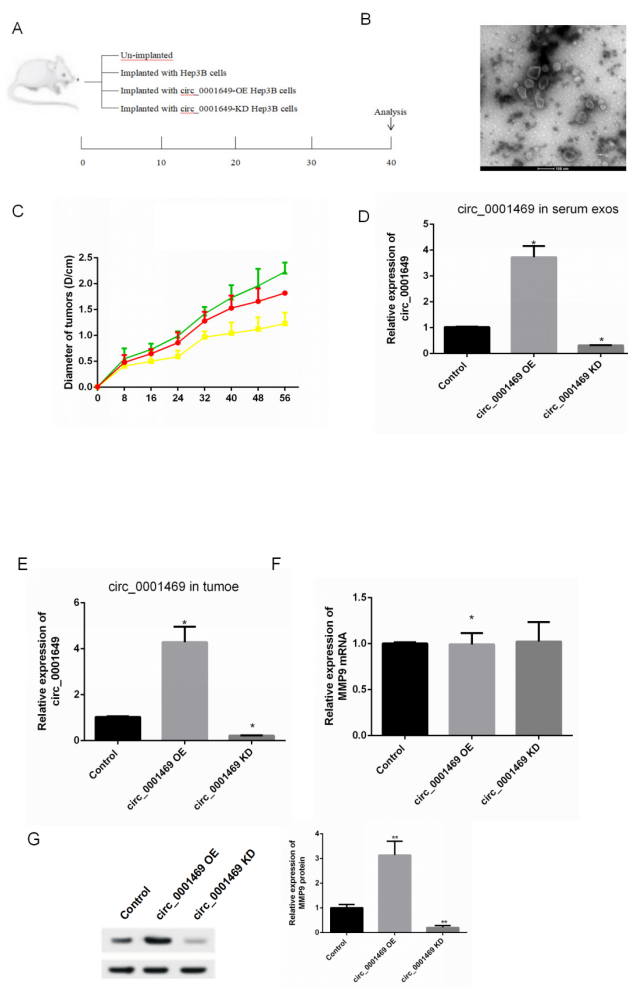 A
Un-implanted
Implanted with Hep3B cells
Implanted with circ_0001649-OE Hep3B cells
Implanted with circ_0001649-KD Hep3B cells
Analysis
0
10
20
30
40
B
100 nm
C
Diameter of tumors (D/cm)
2.5
2.0
1.5
1.0
0.5
0.0
0
8
16
24
32
40
48
56
D
circ_0001469 in serum exos
Relative expression of
circ_0001649
5
4
3
2
1
0
*
*
Control
circ_0001469 OE
circ_0001469 KD
E
circ_0001469 in tumoe
Relative expression of
circ_0001649
6
4
2
0
*
*
Control
circ_0001469 OE
circ_0001469 KD
F
Relative expression of
MMP9 mRNA
1.5
1.0
0.5
0.0
*
Control
circ_0001469 OE
circ_0001469 KD
G
Control
circ_0001469 OE
circ_0001469 KD
Relative expression of
MMP9 protein
4
3
2
1
0
**
**
Control
circ_0001469 OE
circ_0001469 KD